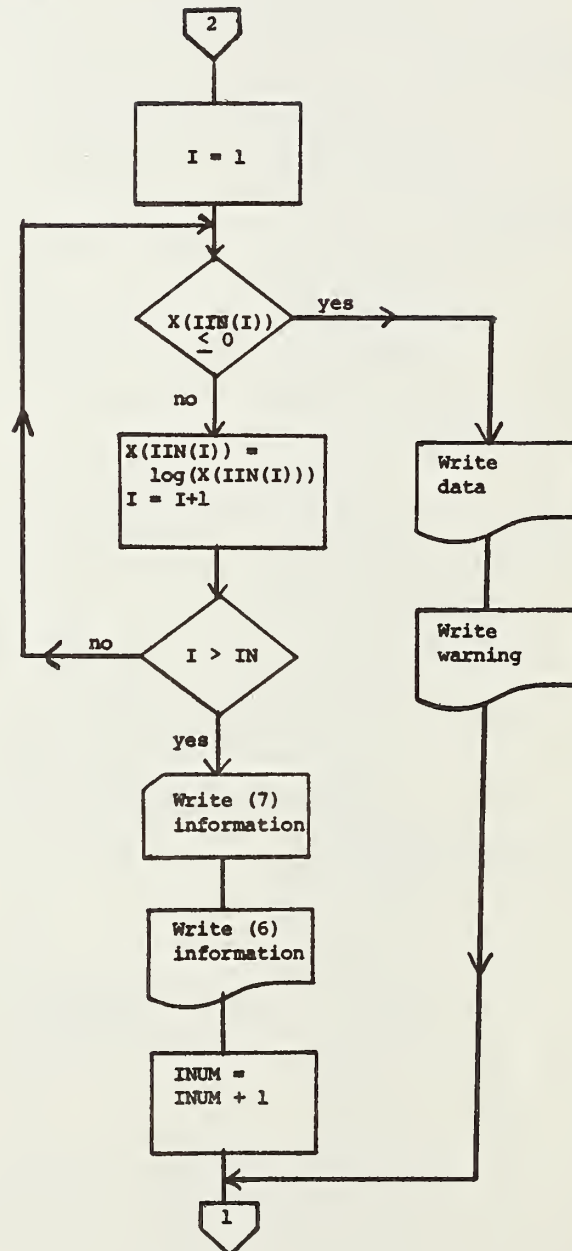 2
I = 1
X(IIN(I))
≤ 0
yes
no
X(IIN(I)) =
log(X(IIN(I)))
I = I+1
Write
data
Write
warning
I > IN
no
yes
Write (7)
information
Write (6)
information
INUM =
INUM + 1
1